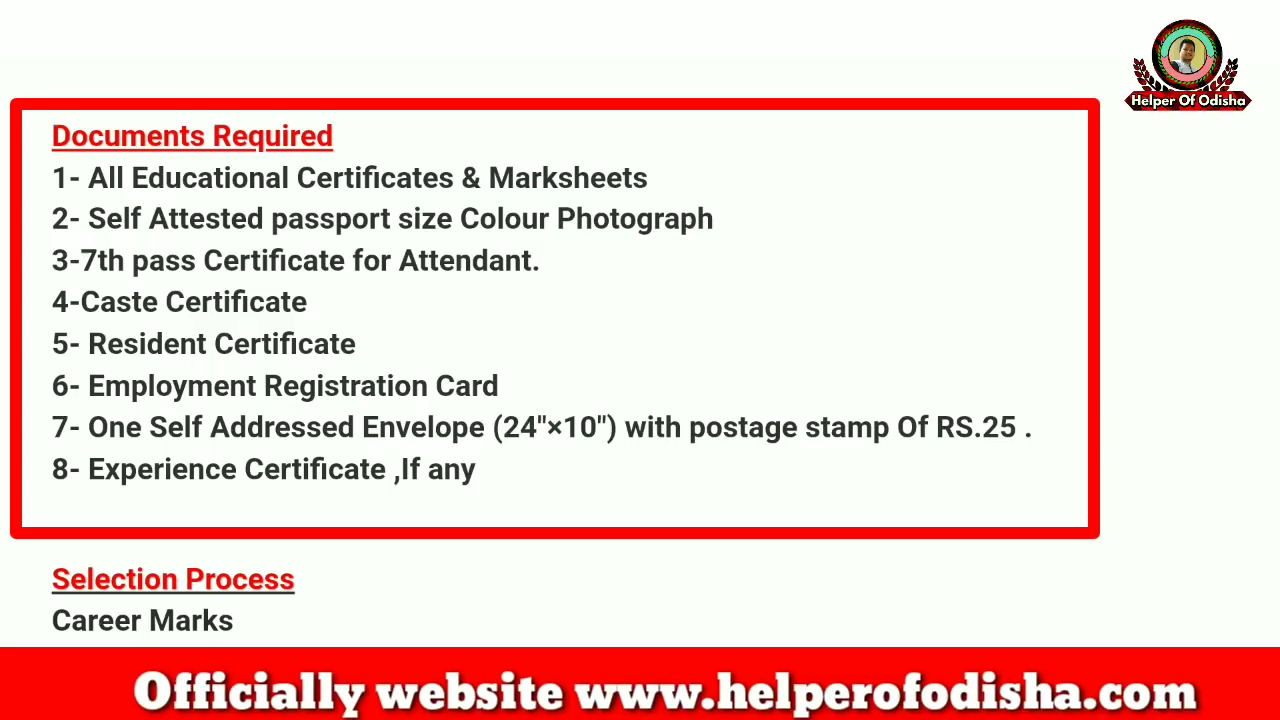 Helper Of Odisha
Documents Required
1- All Educational Certificates & Marksheets
2- Self Attested passport size Colour Photograph
3-7th pass Certificate for Attendant.
4-Caste Certificate
5- Resident Certificate
6- Employment Registration Card
7- One Self Addressed Envelope (24"×10") with postage stamp Of RS.25 .
8- Experience Certificate ,If any
Selection Process
Career Marks
Officially website www.helperofodisha.com